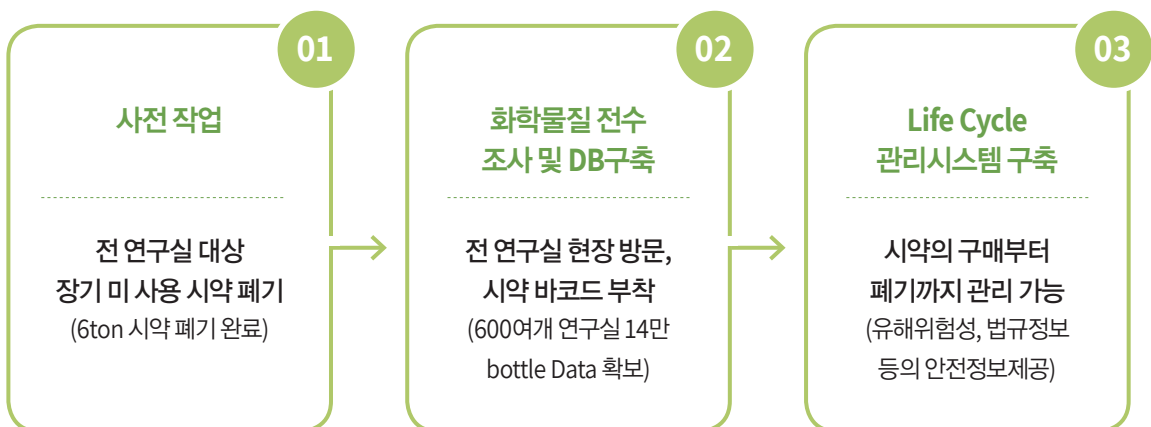 01
사전 작업
전 연구실 대상
장기 미 사용 시약 폐기
(6ton 시약 폐기 완료)
02
화학물질 전수
조사 및 DB구축
전 연구실 현장 방문,
시약 바코드 부착
(600여개 연구실 14만
bottle Data 확보)
03
Life Cycle
관리시스템 구축
시약의 구매부터
폐기까지 관리 가능
(유해위험성, 법규정보
등의 안전정보제공)